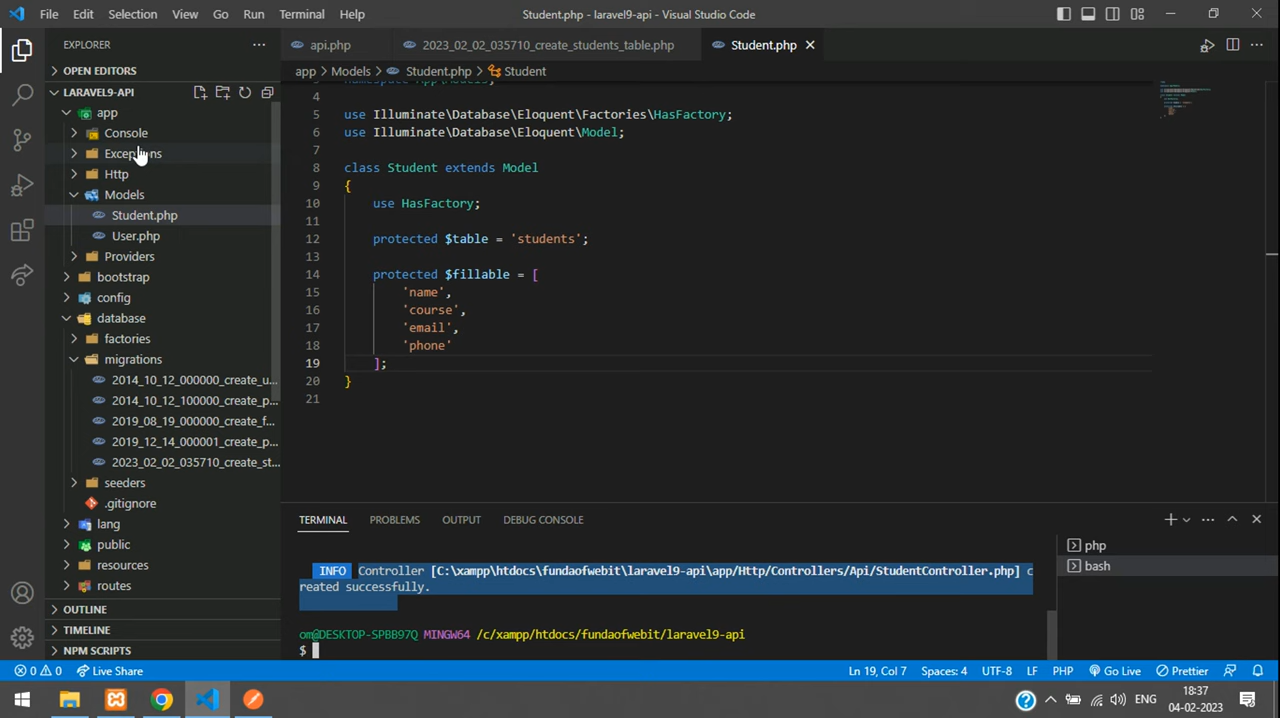 File Edit Selection View Go Run Terminal Help
Student.php - laravel9-api - Visual Studio Code
EXPLORER
OPEN EDITORS
LARAVEL9-API
app
Console
Exceptions
Http
Models
Student.php
User.php
Providers
bootstrap
config
database
factories
migrations
2014_10_12_000000_create_u...
2014_10_12_100000_create_p...
2019_08_19_000000_create_f...
2019_12_14_000001_create_p...
2023_02_02_035710_create_st...
seeders
.gitignore
lang
public
resources
routes
OUTLINE
TIMELINE
NPM SCRIPTS
api.php 2023_02_02_035710_create_students_table.php Student.php
app > Models > Student.php > Student
namespace App\Models;
4
5 use Illuminate\Database\Eloquent\Factories\HasFactory;
6 use Illuminate\Database\Eloquent\Model;
7
8 class Student extends Model
9 {
10 use HasFactory;
11
12 protected $table = 'students';
13
14 protected $fillable = [
15 'name',
16 'course',
17 'email',
18 'phone'
19 ];
20 }
21
TERMINAL PROBLEMS OUTPUT DEBUG CONSOLE
INFO Controller [C:\xampp\htdocs\fundaofwebit\laravel9-api\app/Http/Controllers/Api/StudentController.php] c
reated successfully.
om@DESKTOP-SPBB97Q MINGW64 /c/xampp/htdocs/fundaofwebit/laravel9-api
$
php
bash
0 0 Live Share
Ln 19, Col 7 Spaces: 4 UTF-8 LF PHP Go Live Prettier
ENG
18:37
04-02-2023